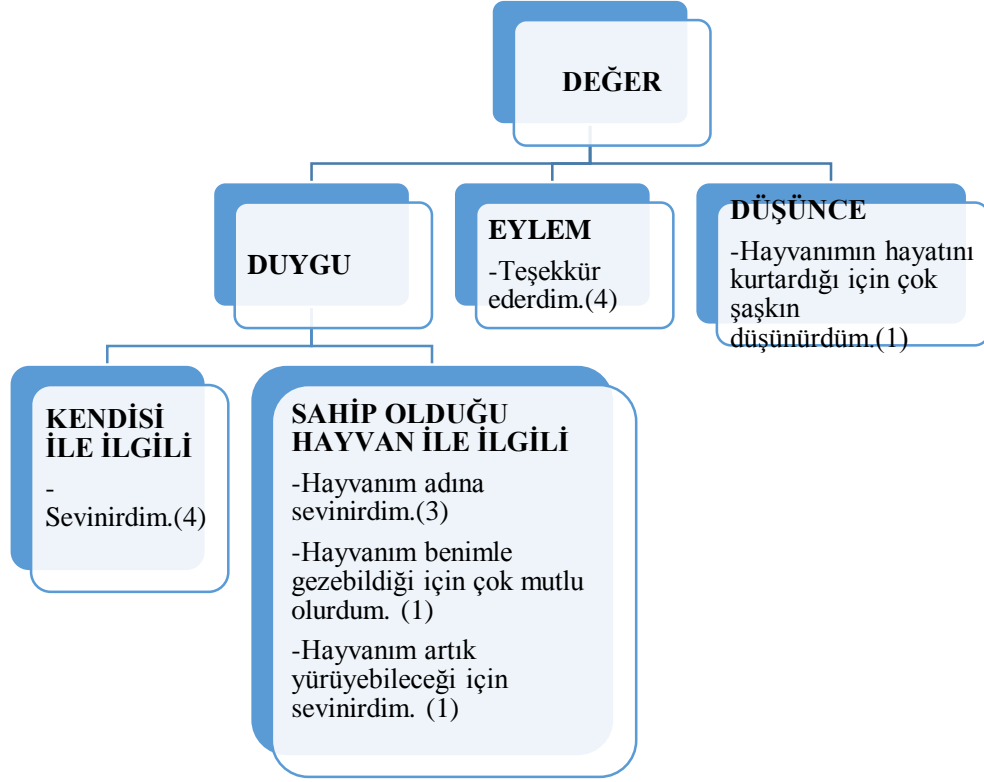 DEĞER
DUYGU
EYLEM
-Teşekkür
ederdim.(4)
DÜŞÜNCE
-Hayvanımın hayatını
kurtardığı için çok
şaşkın
düşünürdüm.(1)
KENDİSİ
İLE İLGİLİ
-
Sevinirdim.(4)
SAHİP OLDUĞU
HAYVAN İLE İLGİLİ
-Hayvanım adına
sevinirdim.(3)
-Hayvanım benimle
gezebildiği için çok mutlu
olurdum. (1)
-Hayvanım artık
yürüyebileceği için
sevinirdim. (1)